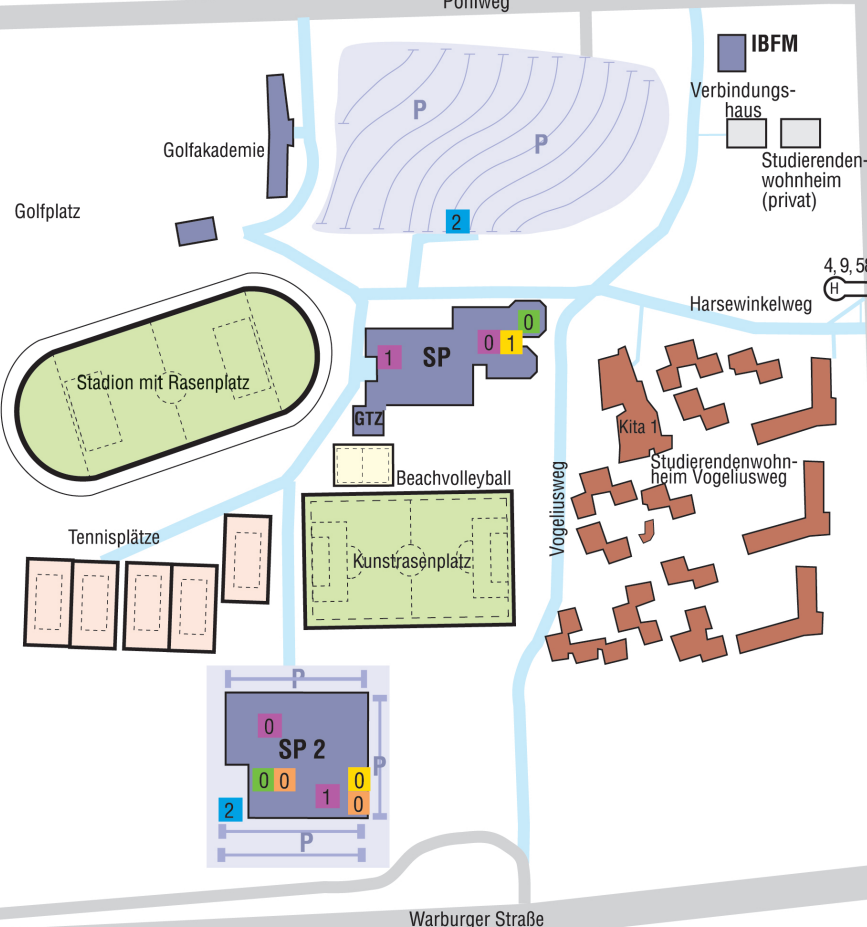 Pohlweg
IBFM
Verbindungs-
haus
P
P
Golfakademie
Studierenden-
wohnheim
(privat)
Golfplatz
2
4, 9, 58
H
Harsewinkelweg
0
0
1
1
SP
Stadion mit Rasenplatz
GTZ
Kita 1
Studierendenwohn-
heim Vogeliusweg
Beachvolleyball
Vogeliusweg
Tennisplätze
Kunstrasenplatz
P
0
SP 2
P
0
0
0
1
0
2
P
Warburger Straße